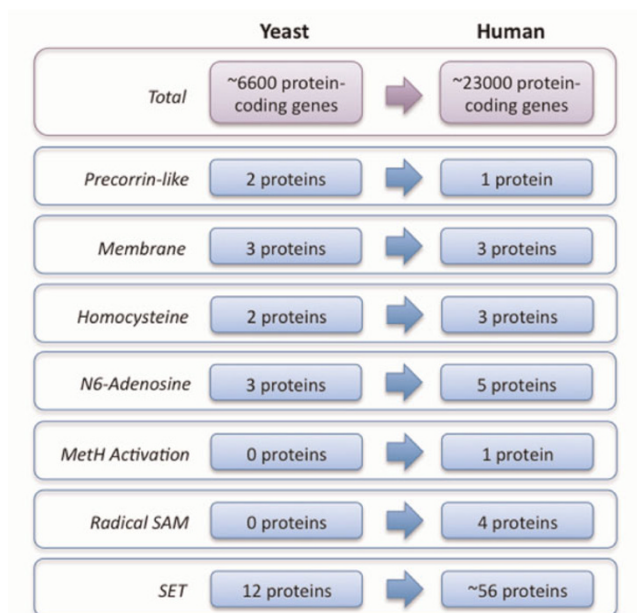 Yeast Human
Total ~6600 protein- ~23000 protein-
coding genes coding genes
Precorrin-like 2 proteins 1 protein
Membrane 3 proteins 3 proteins
Homocysteine 2 proteins 3 proteins
N6-Adenosine 3 proteins 5 proteins
MetH Activation 0 proteins 1 protein
Radical SAM 0 proteins 4 proteins
SET 12 proteins ~56 proteins